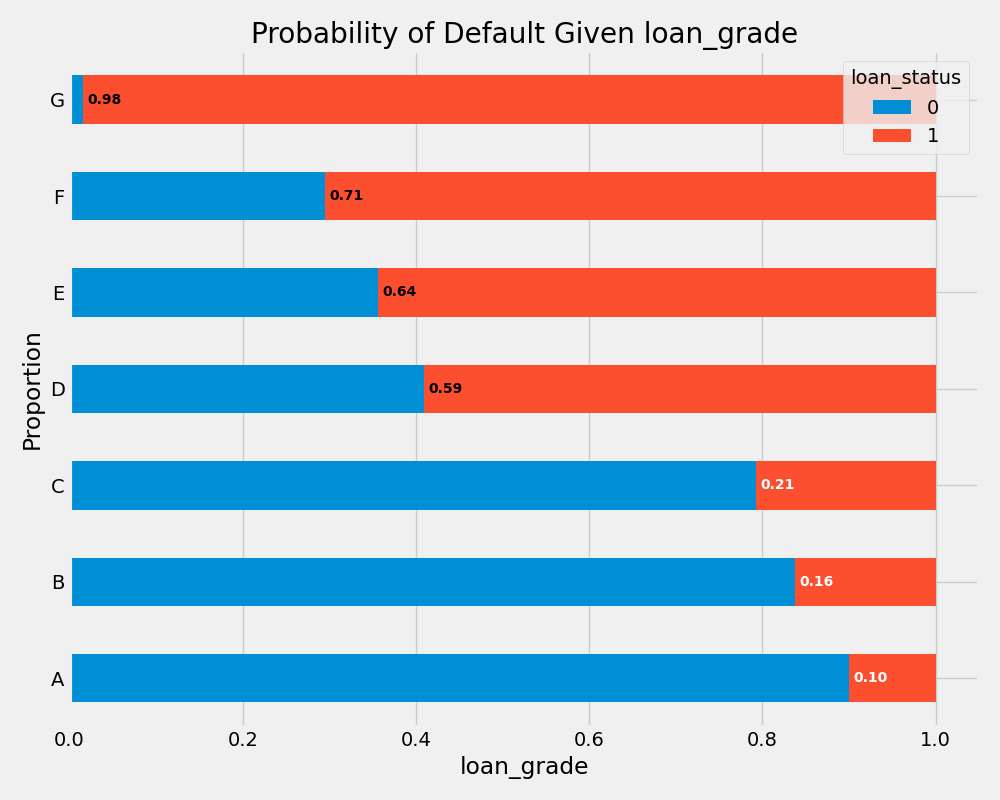 Probability of Default Given loan_grade
loan_status
0
1
G
0.98
F
0.71
E
0.64
Proportion
D
0.59
C
0.21
B
0.16
A
0.10
0.0 0.2 0.4 0.6 0.8 1.0
loan_grade